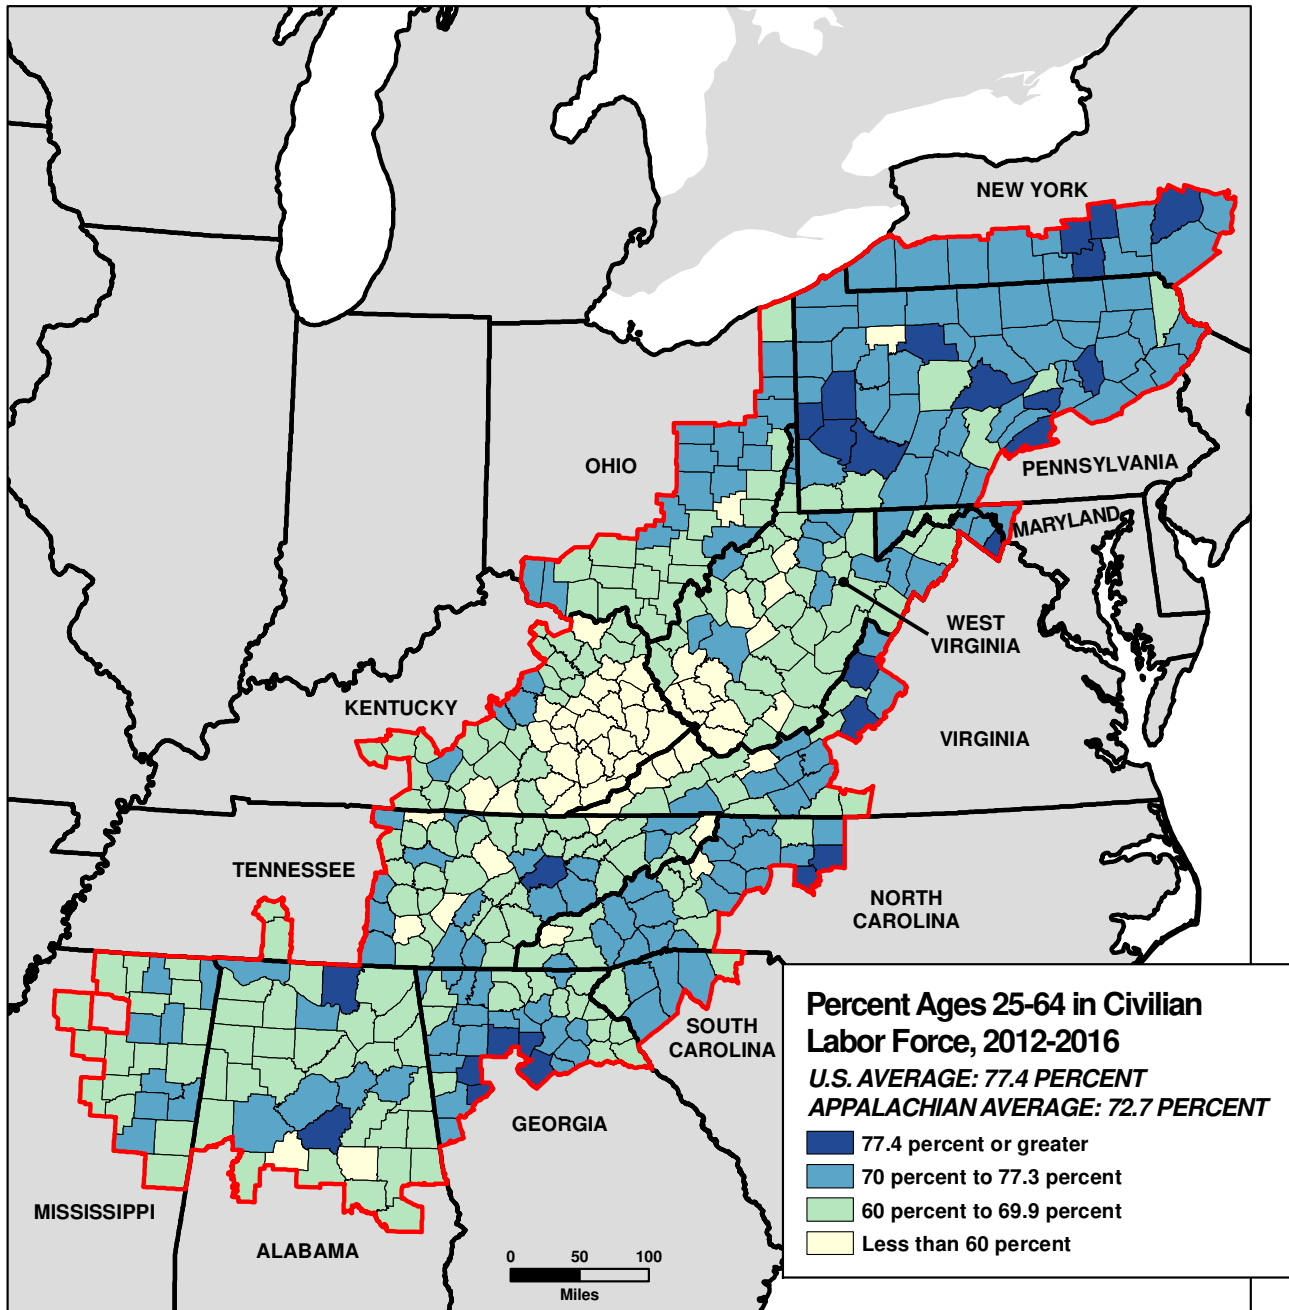 NEW YORK
OHIO
PENNSYLVANIA
MARYLAND
WEST
VIRGINIA
KENTUCKY
VIRGINIA
TENNESSEE
NORTH
CAROLINA
SOUTH
CAROLINA
GEORGIA
MISSISSIPPI
ALABAMA
Percent Ages 25-64 in Civilian
Labor Force, 2012-2016
U.S. AVERAGE: 77.4 PERCENT
APPALACHIAN AVERAGE: 72.7 PERCENT
77.4 percent or greater
70 percent to 77.3 percent
60 percent to 69.9 percent
Less than 60 percent
0 50 100
Miles